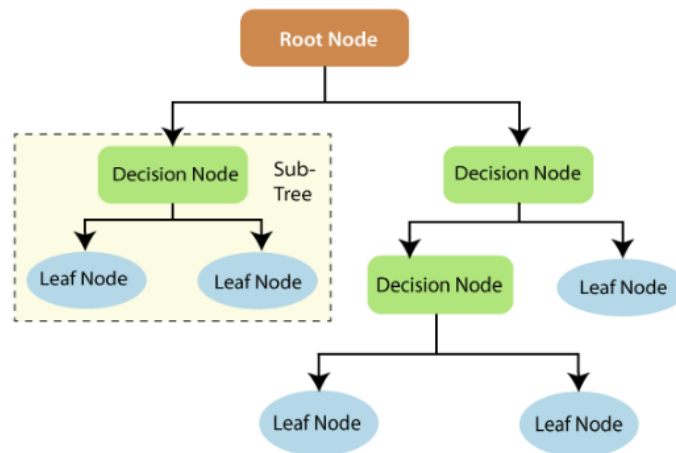 Root Node
Decision Node
Sub-
Tree
Decision Node
Leaf Node
Leaf Node
Decision Node
Leaf Node
Leaf Node
Leaf Node